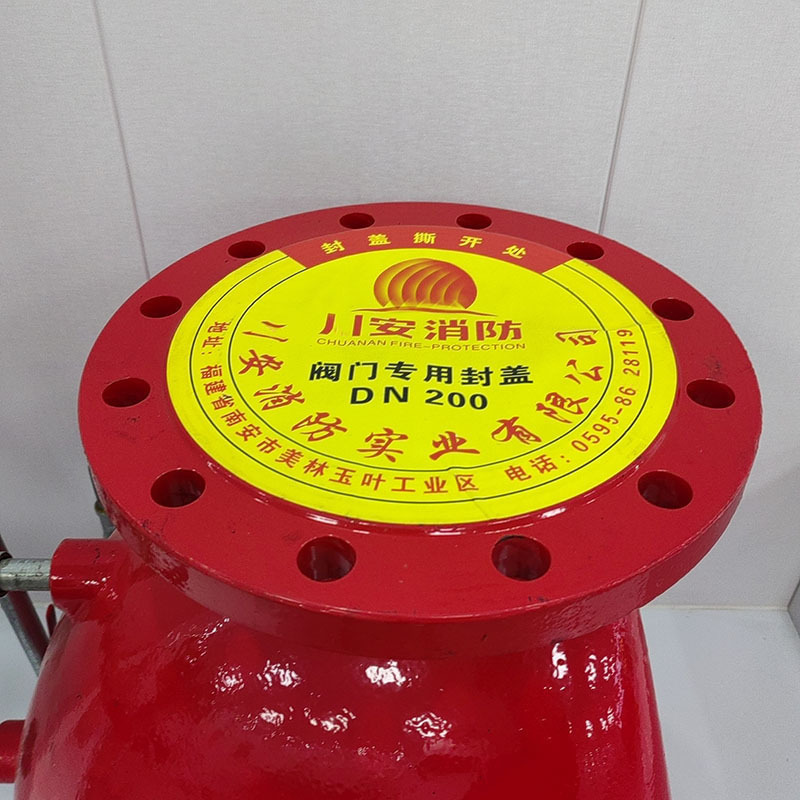 封盖撕开处
川安消防
CHUANAN FIRE-PROTECTION
阀门专用封盖
DN 200
二安消防实业有限公司
地址:福建省南安市美林玉叶工业区 电话:0595-86 28119